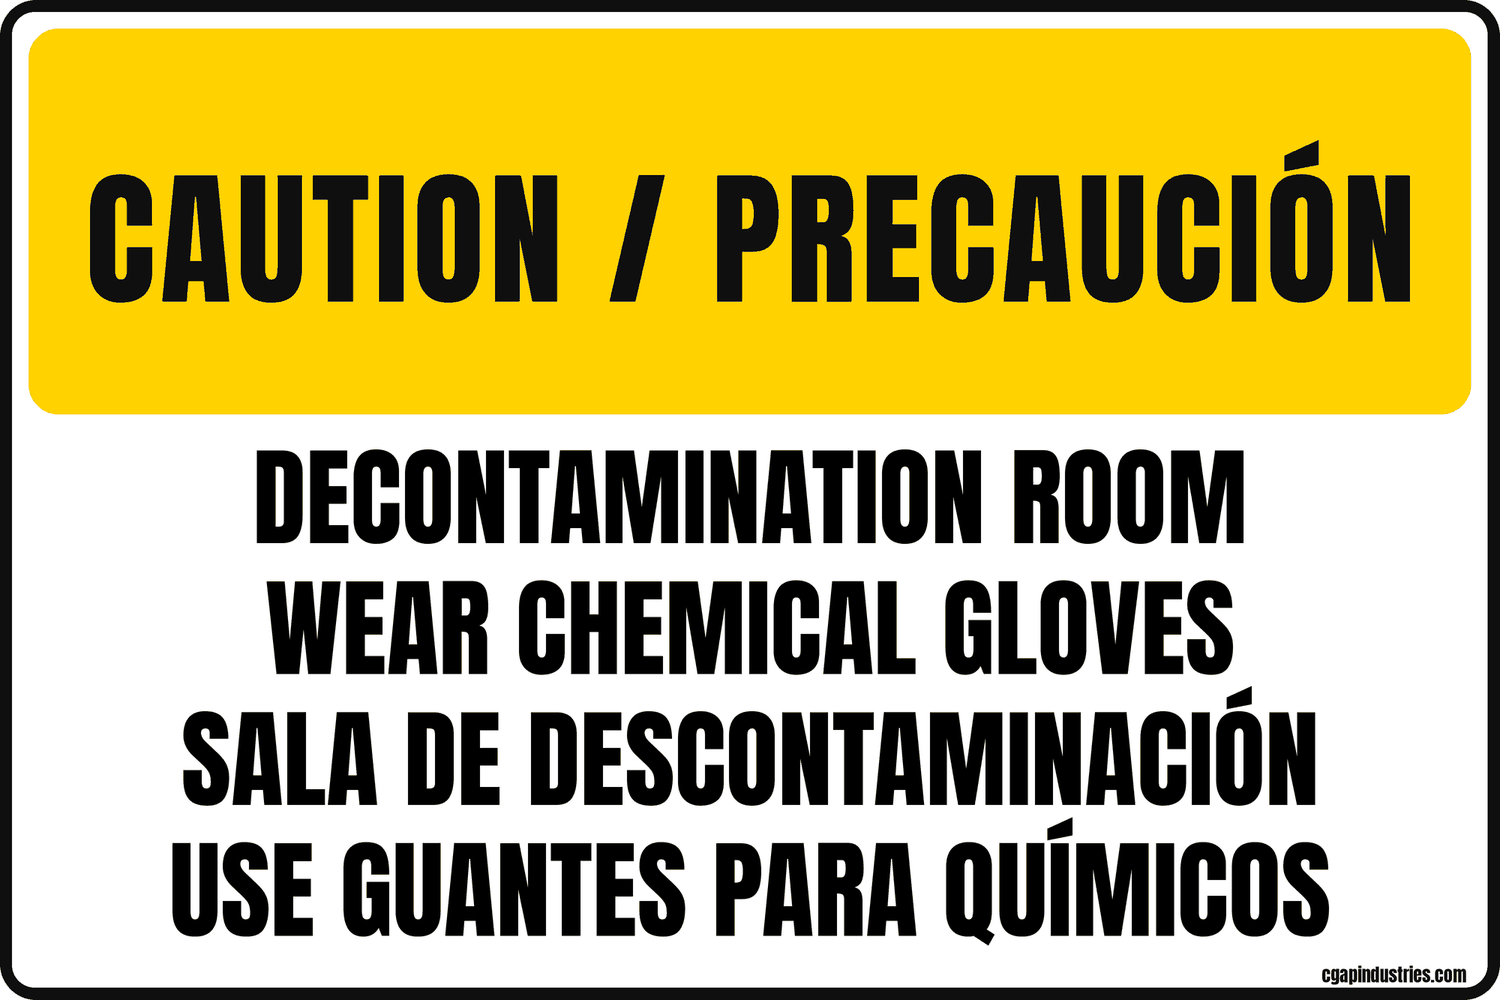 CAUTION / PRECAUCIÓN
DECONTAMINATION ROOM
WEAR CHEMICAL GLOVES
SALA DE DESCONTAMINACIÓN
USE GUANTES PARA QUÍMICOS
cgapindustries.com